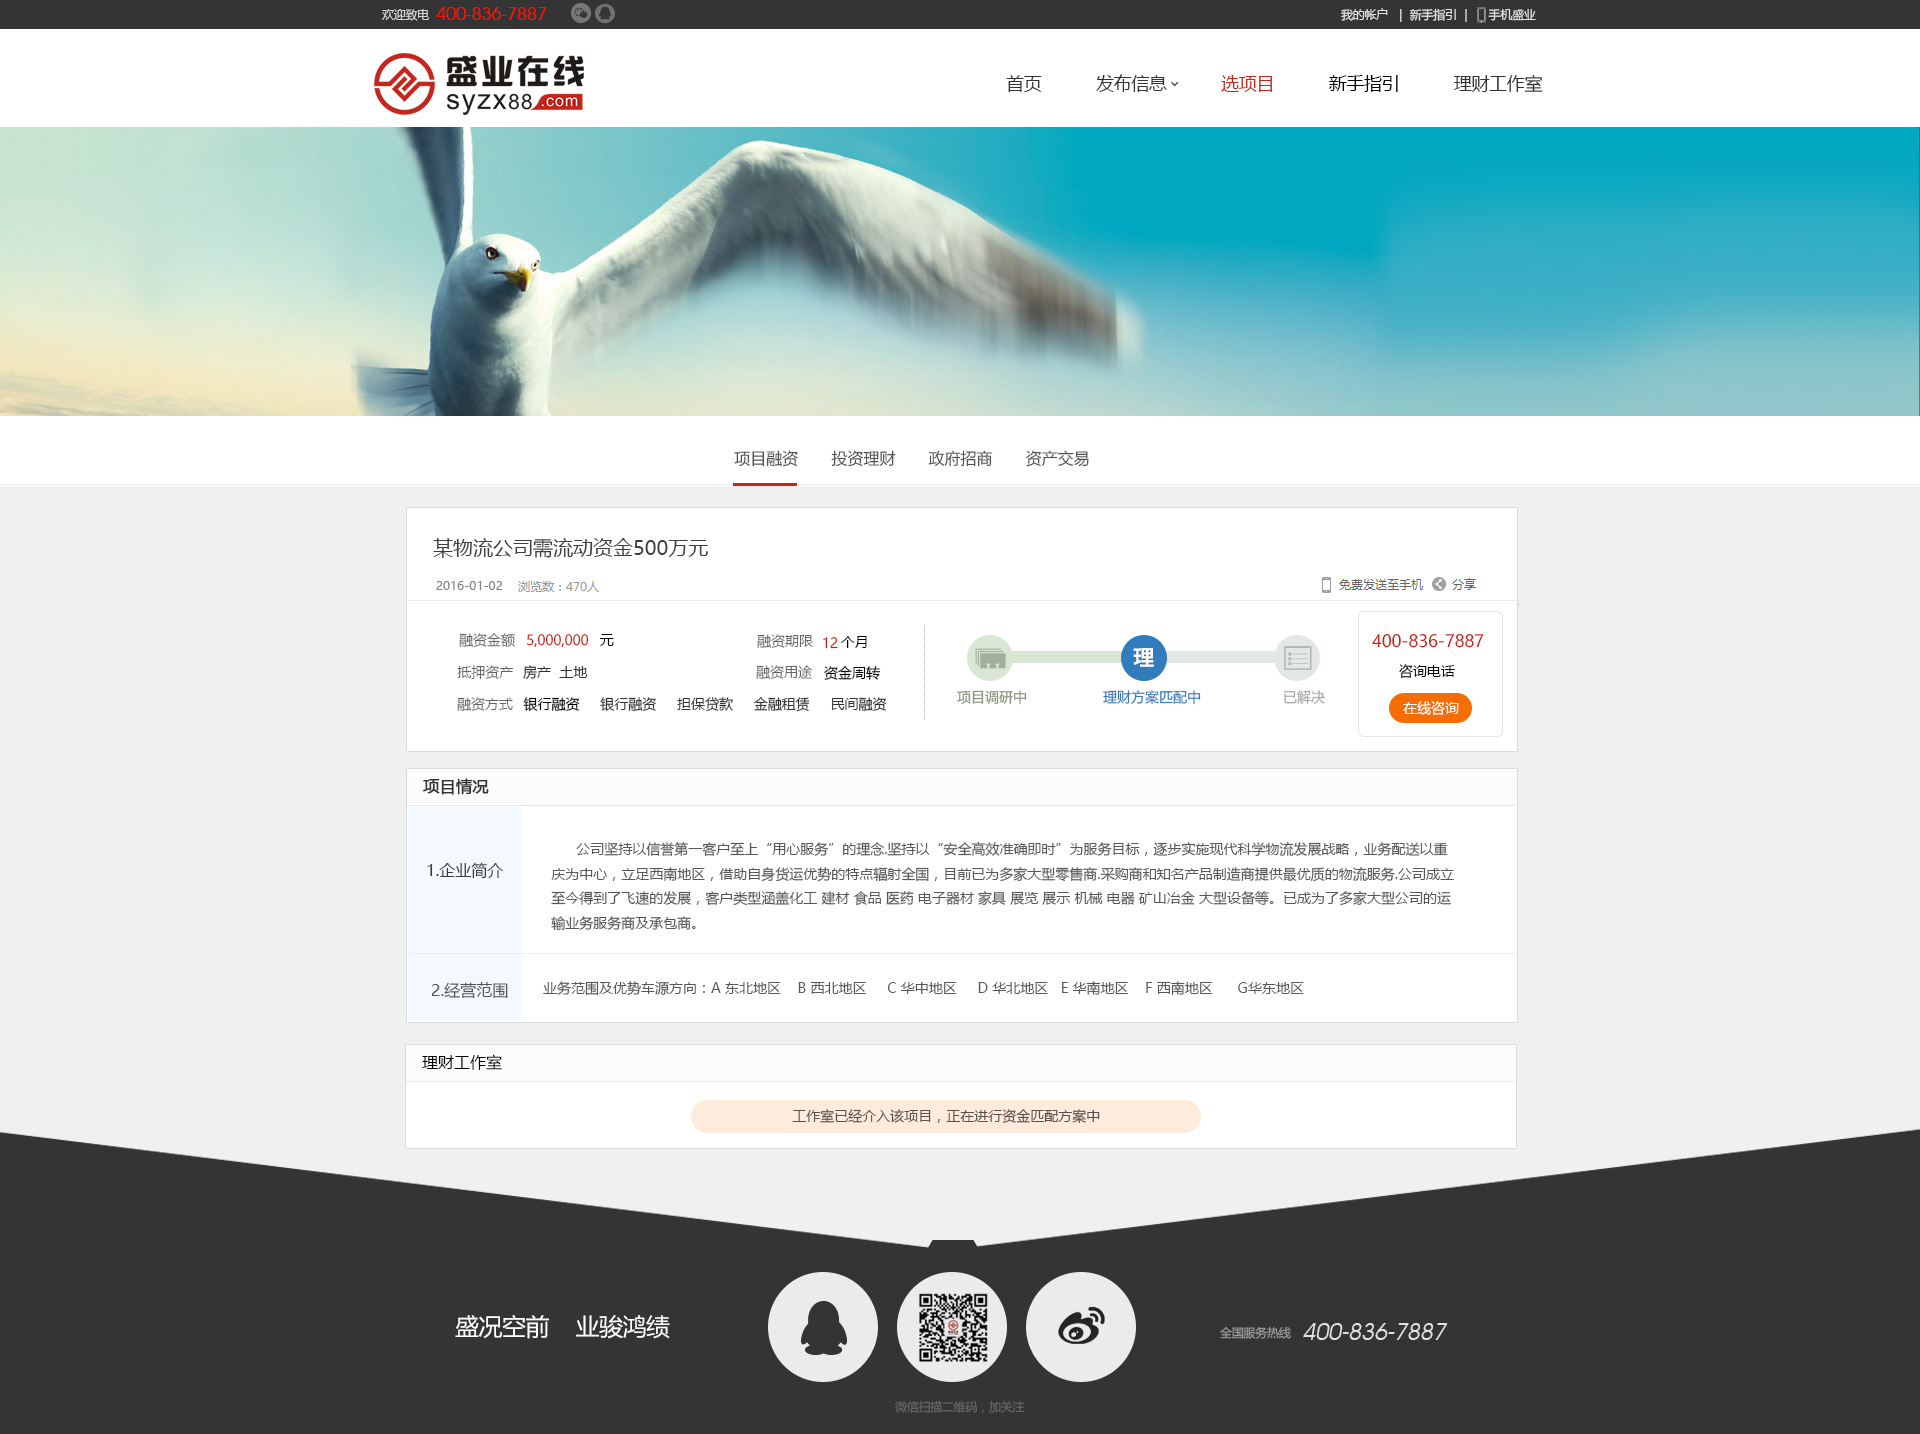 欢迎致电 400-836-7887
我的帐户 | 新手指引 | 手机盛业
盛业在线
syzx88.com
首页 发布信息 选项目 新手指引 理财工作室
项目融资 投资理财 政府招商 资产交易
某物流公司需流动资金500万元
2016-01-02 浏览数：470人
免费发送至手机 分享
融资金额 5,000,000 元 融资期限 12 个月
抵押资产 房产 土地 融资用途 资金周转
融资方式 银行融资 银行融资 担保贷款 金融租赁 民间融资
理
项目调研中 理财方案匹配中 已解决
400-836-7887
咨询电话
在线咨询
项目情况
1.企业简介
公司坚持以信誉第一客户至上“用心服务”的理念.坚持以“安全高效准确即时”为服务目标，逐步实施现代科学物流发展战略，业务配送以重
庆为中心，立足西南地区，借助自身货运优势的特点辐射全国，目前已为多家大型零售商.采购商和知名产品制造商提供最优质的物流服务.公司成立
至今得到了飞速的发展，客户类型涵盖化工 建材 食品 医药 电子器材 家具 展览 展示 机械 电器 矿山冶金 大型设备等。已成为了多家大型公司的运
输业务服务商及承包商。
2.经营范围
业务范围及优势车源方向：A 东北地区 B 西北地区 C 华中地区 D 华北地区 E 华南地区 F 西南地区 G华东地区
理财工作室
工作室已经介入该项目，正在进行资金匹配方案中
盛况空前 业骏鸿绩
全国服务热线 400-836-7887
微信扫描二维码，加关注